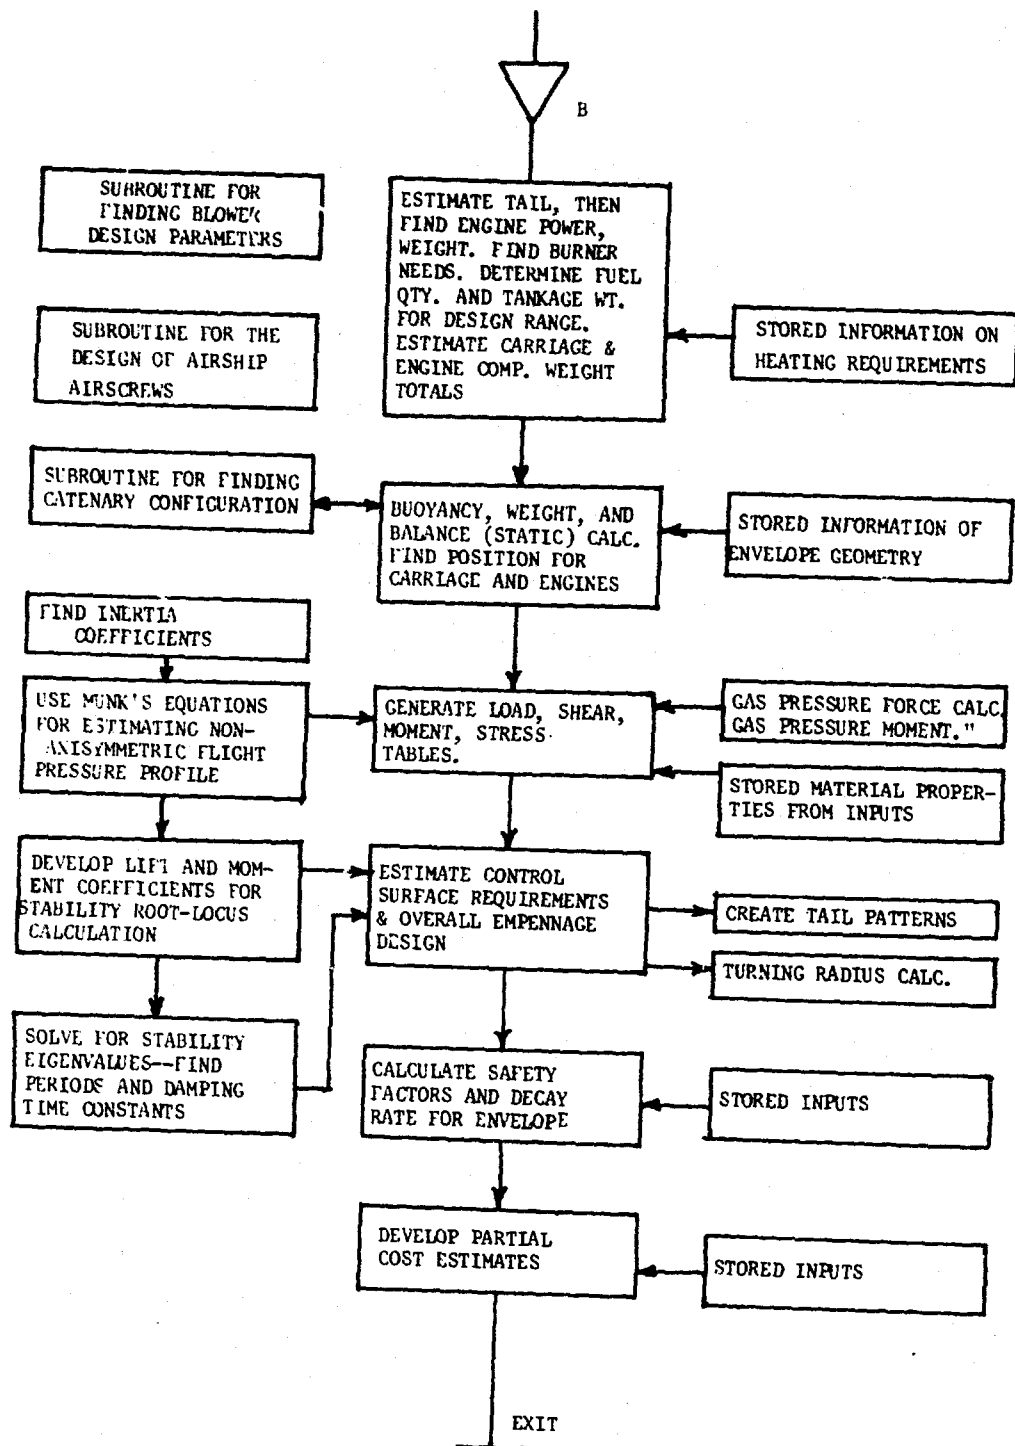 B
SUBROUTINE FOR
FINDING BLOWER
DESIGN PARAMETERS
ESTIMATE TAIL, THEN
FIND ENGINE POWER,
WEIGHT. FIND BURNER
NEEDS. DETERMINE FUEL
QTY. AND TANKAGE WT.
FOR DESIGN RANGE.
ESTIMATE CARRIAGE &
ENGINE COMP. WEIGHT
TOTALS
SUBROUTINE FOR THE
DESIGN OF AIRSHIP
AIRSCREWS
STORED INFORMATION ON
HEATING REQUIREMENTS
SUBROUTINE FOR FINDING
CATENARY CONFIGURATION
BUOYANCY, WEIGHT, AND
BALANCE (STATIC) CALC.
FIND POSITION FOR
CARRIAGE AND ENGINES
STORED INFORMATION OF
ENVELOPE GEOMETRY
FIND INERTIA
COEFFICIENTS
USE MUNK'S EQUATIONS
FOR ESTIMATING NON-
AXISYMMETRIC FLIGHT
PRESSURE PROFILE
GENERATE LOAD, SHEAR,
MOMENT, STRESS
TABLES.
GAS PRESSURE FORCE CALC.
GAS PRESSURE MOMENT."
STORED MATERIAL PROPER-
TIES FROM INPUTS
DEVELOP LIFT AND MOM-
ENT COEFFICIENTS FOR
STABILITY ROOT-LOCUS
CALCULATION
ESTIMATE CONTROL
SURFACE REQUIREMENTS
& OVERALL EMPENNAGE
DESIGN
CREATE TAIL PATTERNS
TURNING RADIUS CALC.
SOLVE FOR STABILITY
EIGENVALUES--FIND
PERIODS AND DAMPING
TIME CONSTANTS
CALCULATE SAFETY
FACTORS AND DECAY
RATE FOR ENVELOPE
STORED INPUTS
DEVELOP PARTIAL
COST ESTIMATES
STORED INPUTS
EXIT